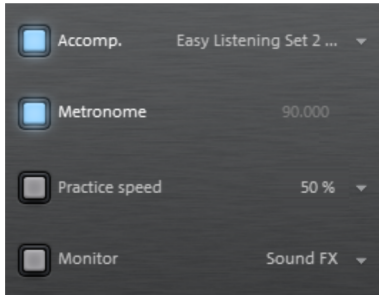 Accomp. Easy Listening Set 2 ...
Metronome 90.000
Practice speed 50 %
Monitor Sound FX